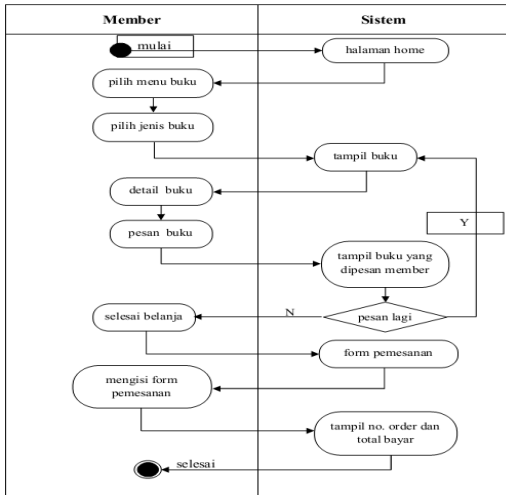 Member
Sistem
mulai
halaman home
pilih menu buku
pilih jenis buku
tampil buku
detail buku
pesan buku
Y
tampil buku yang
dipesan member
selesai belanja
N
pesan lagi
form pemesanan
mengisi form
pemesanan
tampil no. order dan
total bayar
selesai